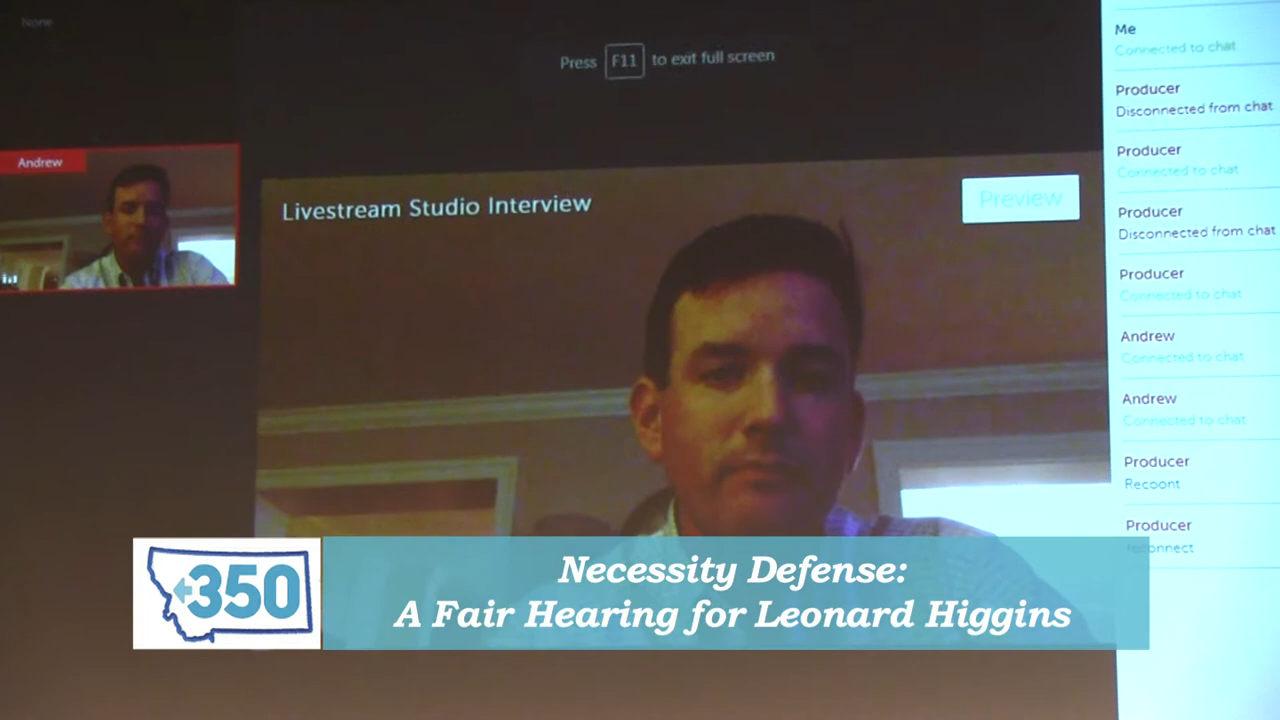 None
Press F11 to exit full screen
Andrew
Livestream Studio Interview
Preview
Me
Connected to chat
Producer
Disconnected from chat
Producer
Connected to chat
Producer
Disconnected from chat
Producer
Connected to chat
Andrew
Connected to chat
Andrew
Connected to chat
Producer
Recoont
Producer
reconnect
350
Necessity Defense:
A Fair Hearing for Leonard Higgins